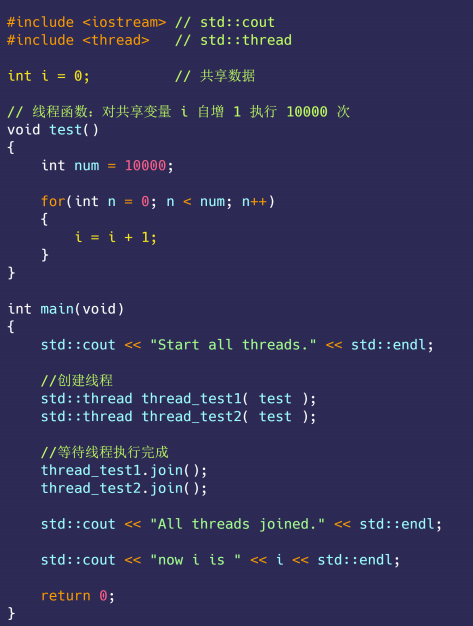 #include <iostream> // std::cout
#include <thread>   // std::thread

int i = 0;          // 共享数据

// 线程函数：对共享变量 i 自增 1 执行 10000 次
void test()
{
    int num = 10000;

    for(int n = 0; n < num; n++)
    {
        i = i + 1;
    }
}

int main(void)
{
    std::cout << "Start all threads." << std::endl;

    //创建线程
    std::thread thread_test1( test );
    std::thread thread_test2( test );

    //等待线程执行完成
    thread_test1.join();
    thread_test2.join();

    std::cout << "All threads joined." << std::endl;

    std::cout << "now i is " << i << std::endl;

    return 0;
}